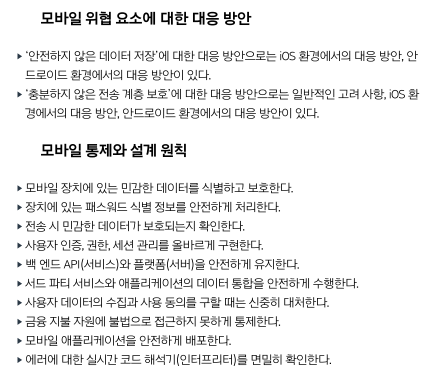 모바일 위협 요소에 대한 대응 방안
▶ '안전하지 않은 데이터 저장'에 대한 대응 방안으로는 iOS 환경에서의 대응 방안, 안
드로이드 환경에서의 대응 방안이 있다.
▶ '충분하지 않은 전송 계층 보호'에 대한 대응 방안으로는 일반적인 고려 사항, iOS 환
경에서의 대응 방안, 안드로이드 환경에서의 대응 방안이 있다.
모바일 통제와 설계 원칙
▶ 모바일 장치에 있는 민감한 데이터를 식별하고 보호한다.
▶ 장치에 있는 패스워드 식별 정보를 안전하게 처리한다.
▶ 전송 시 민감한 데이터가 보호되는지 확인한다.
▶ 사용자 인증, 권한, 세션 관리를 올바르게 구현한다.
▶ 백 엔드 API(서비스)와 플랫폼(서버)을 안전하게 유지한다.
▶ 서드 파티 서비스와 애플리케이션의 데이터 통합을 안전하게 수행한다.
▶ 사용자 데이터의 수집과 사용 동의를 구할 때는 신중히 대처한다.
▶ 금융 지불 자원에 불법으로 접근하지 못하게 통제한다.
▶ 모바일 애플리케이션을 안전하게 배포한다.
▶ 에러에 대한 실시간 코드 해석기(인터프리터)를 면밀히 확인한다.